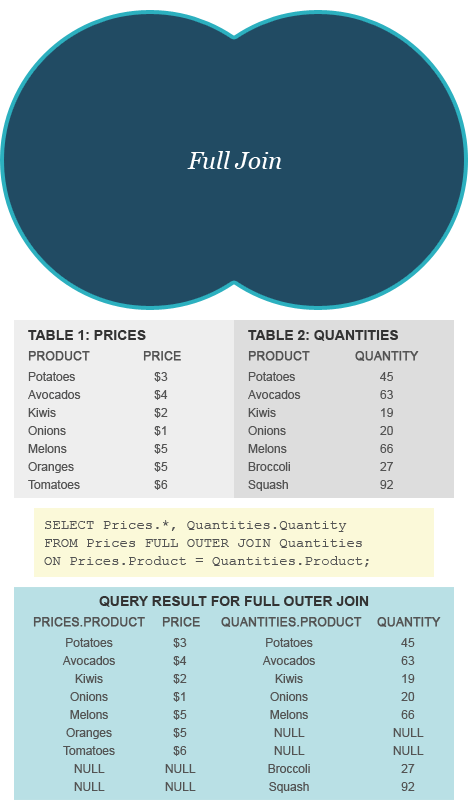 Full Join
TABLE 1: PRICES TABLE 2: QUANTITIES
PRODUCT PRICE PRODUCT QUANTITY
Potatoes $3 Potatoes 45
Avocados $4 Avocados 63
Kiwis $2 Kiwis 19
Onions $1 Onions 20
Melons $5 Melons 66
Oranges $5 Broccoli 27
Tomatoes $6 Squash 92
SELECT Prices.*, Quantities.Quantity
FROM Prices FULL OUTER JOIN Quantities
ON Prices.Product = Quantities.Product;
QUERY RESULT FOR FULL OUTER JOIN
PRICES.PRODUCT PRICE QUANTITIES.PRODUCT QUANTITY
Potatoes $3 Potatoes 45
Avocados $4 Avocados 63
Kiwis $2 Kiwis 19
Onions $1 Onions 20
Melons $5 Melons 66
Oranges $5 NULL NULL
Tomatoes $6 NULL NULL
NULL NULL Broccoli 27
NULL NULL Squash 92